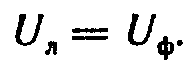 Uл = Uф.